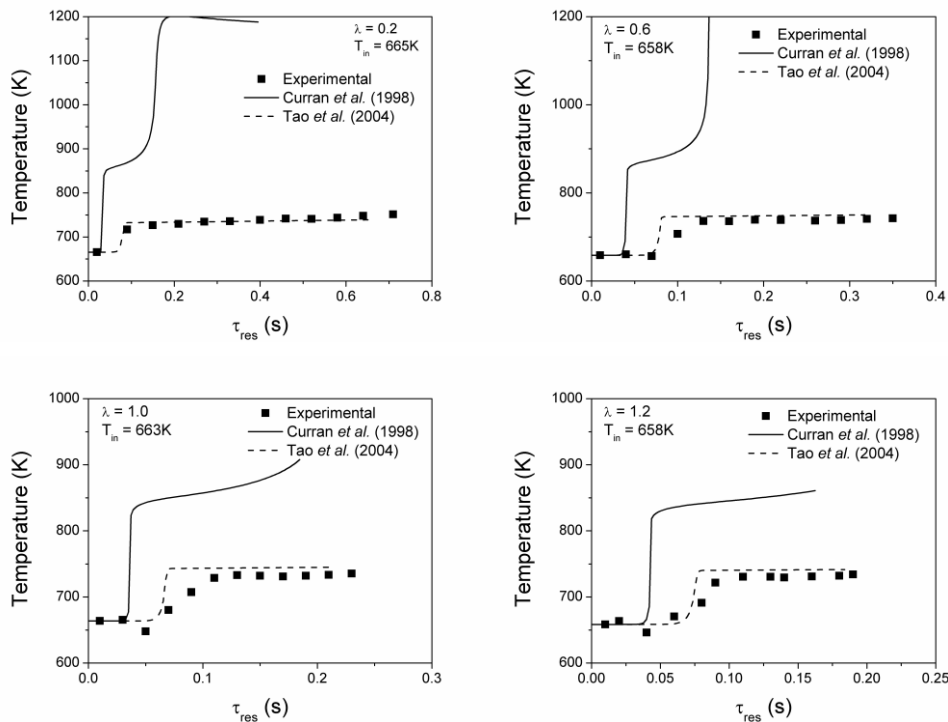 1200
1100
1000
900
800
700
600
Temperature (K)
λ = 0.2
T_in = 665K
Experimental
Curran et al. (1998)
Tao et al. (2004)
0.0 0.2 0.4 0.6 0.8
τ_res (s)
1200
1100
1000
900
800
700
600
Temperature (K)
λ = 0.6
T_in = 658K
Experimental
Curran et al. (1998)
Tao et al. (2004)
0.0 0.1 0.2 0.3 0.4
τ_res (s)
1000
900
800
700
600
Temperature (K)
λ = 1.0
T_in = 663K
Experimental
Curran et al. (1998)
Tao et al. (2004)
0.0 0.1 0.2 0.3
τ_res (s)
1000
900
800
700
600
Temperature (K)
λ = 1.2
T_in = 658K
Experimental
Curran et al. (1998)
Tao et al. (2004)
0.00 0.05 0.10 0.15 0.20 0.25
τ_res (s)